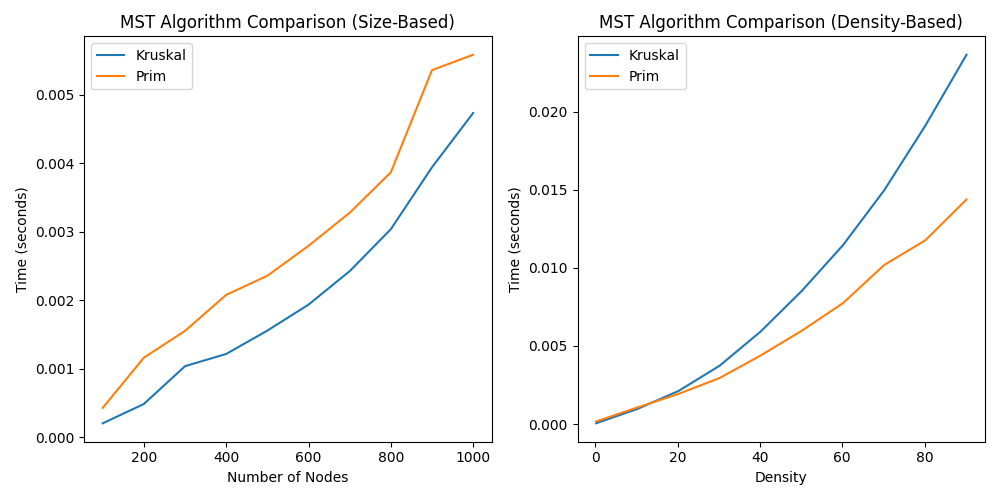 MST Algorithm Comparison (Size-Based)
Kruskal
Prim
0.005
0.004
0.003
0.002
0.001
0.000
Time (seconds)
200
400
600
800
1000
Number of Nodes
MST Algorithm Comparison (Density-Based)
Kruskal
Prim
0.020
0.015
0.010
0.005
0.000
Time (seconds)
0
20
40
60
80
Density